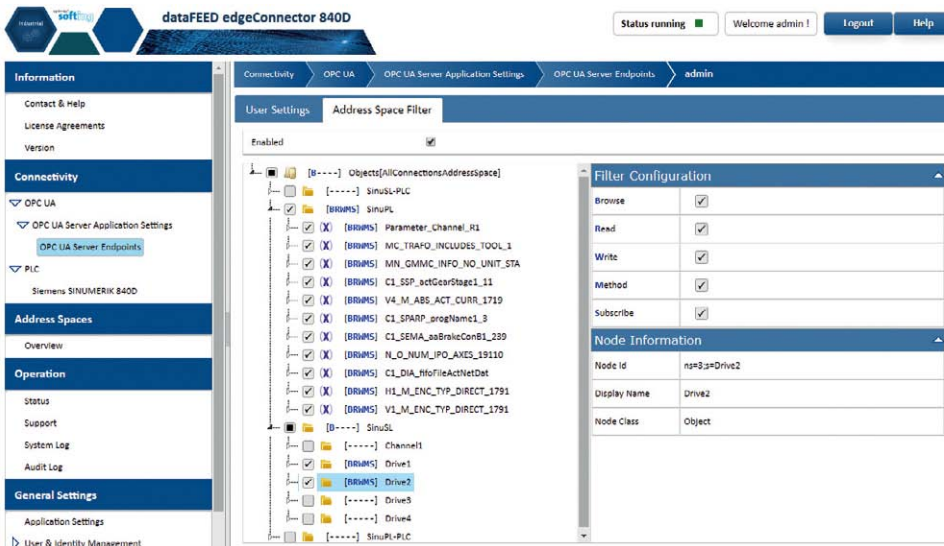 industrial
softing
dataFEED edgeConnector 840D
Status running
Welcome admin !
Logout
Help
Information
Contact & Help
License Agreements
Version
Connectivity
OPC UA
OPC UA Server Application Settings
OPC UA Server Endpoints
PLC
Siemens SINUMERIK 840D
Address Spaces
Overview
Operation
Status
Support
System Log
Audit Log
General Settings
Application Settings
User & Identity Management
Connectivity OPC UA OPC UA Server Application Settings OPC UA Server Endpoints admin
User Settings Address Space Filter
Enabled
[B----] Objects[AllConnectionsAddressSpace]
[-----] SinuSL-PLC
[BRWMS] SinuPL
(X) [BRWMS] Parameter_Channel_R1
(X) [BRWMS] MC_TRAFO_INCLUDES_TOOL_1
(X) [BRWMS] MN_GMMC_INFO_NO_UNIT_STA
(X) [BRWMS] C1_SSP_actGearStage1_11
(X) [BRWMS] V4_M_ABS_ACT_CURR_1719
(X) [BRWMS] C1_SPARP_progName1_3
(X) [BRWMS] C1_SEMA_aaBrakeConB1_239
(X) [BRWMS] N_O_NUM_IPO_AXES_19110
(X) [BRWMS] C1_DIA_fifoFileActNetDat
(X) [BRWMS] H1_M_ENC_TYP_DIRECT_1791
(X) [BRWMS] V1_M_ENC_TYP_DIRECT_1791
[B----] SinuSL
[-----] Channel1
[BRWMS] Drive1
[BRWMS] Drive2
[-----] Drive3
[-----] Drive4
[-----] SinuPL-PLC
Filter Configuration
Browse
Read
Write
Method
Subscribe
Node Information
Node Id ns=3;s=Drive2
Display Name Drive2
Node Class Object